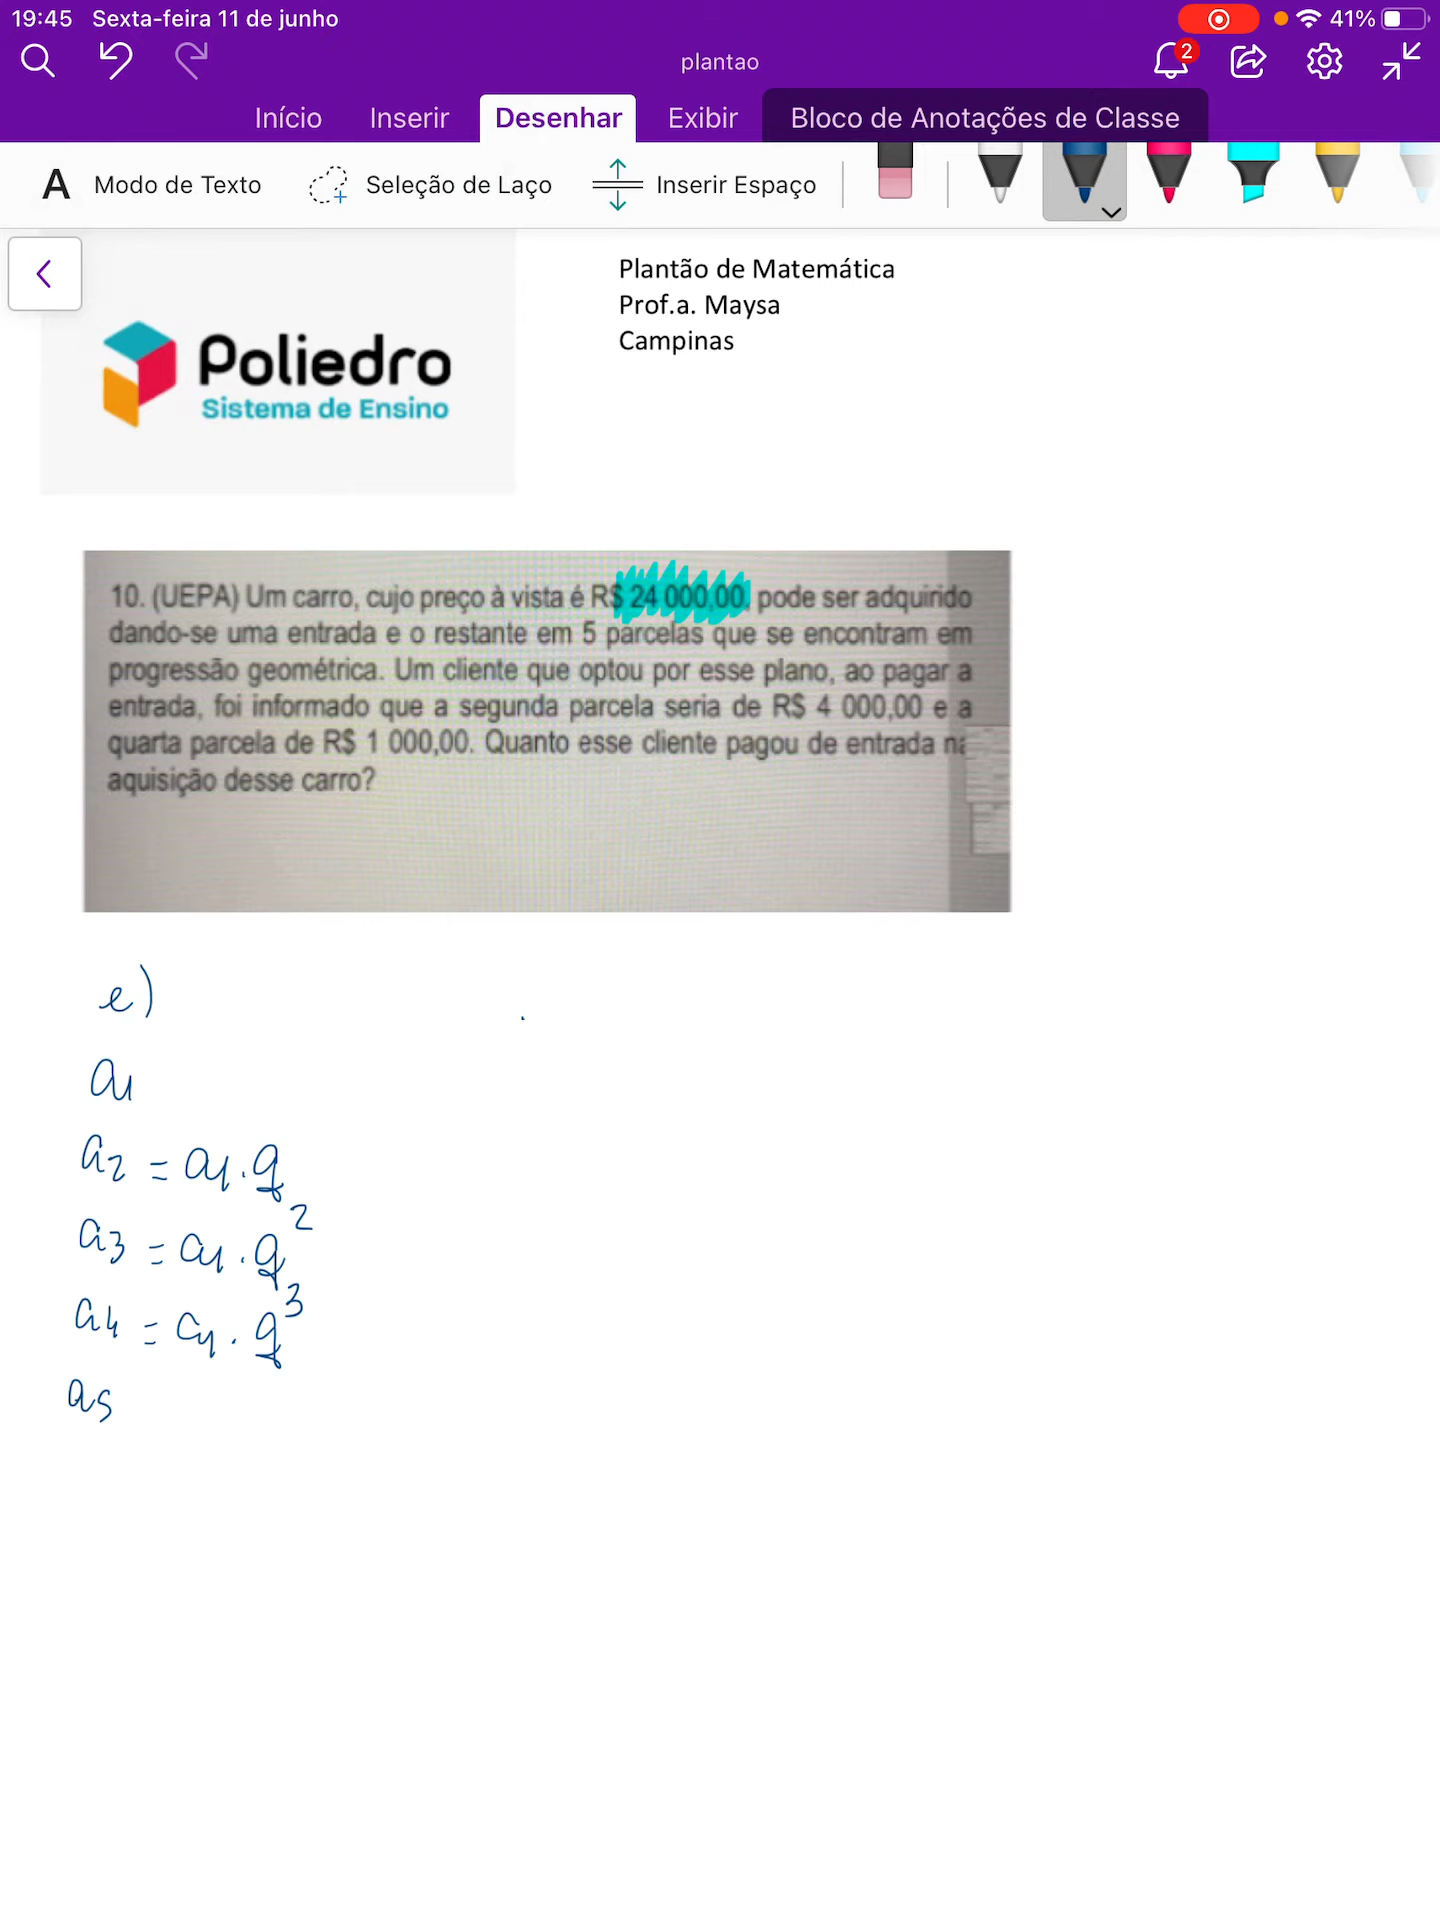 19:45 Sexta-feira 11 de junho 41%
plantao 2
Início Inserir Desenhar Exibir Bloco de Anotações de Classe
A Modo de Texto Seleção de Laço Inserir Espaço
Plantão de Matemática
Prof.a. Maysa
Campinas
Poliedro
Sistema de Ensino
10. (UEPA) Um carro, cujo preço à vista é R$ 24 000,00, pode ser adquirido
dando-se uma entrada e o restante em 5 parcelas que se encontram em
progressão geométrica. Um cliente que optou por esse plano, ao pagar a
entrada, foi informado que a segunda parcela seria de R$ 4 000,00 e a
quarta parcela de R$ 1 000,00. Quanto esse cliente pagou de entrada na
aquisição desse carro?
e)
a1
a2 = a1 . q
a3 = a1 . q²
a4 = a1 . q³
a5